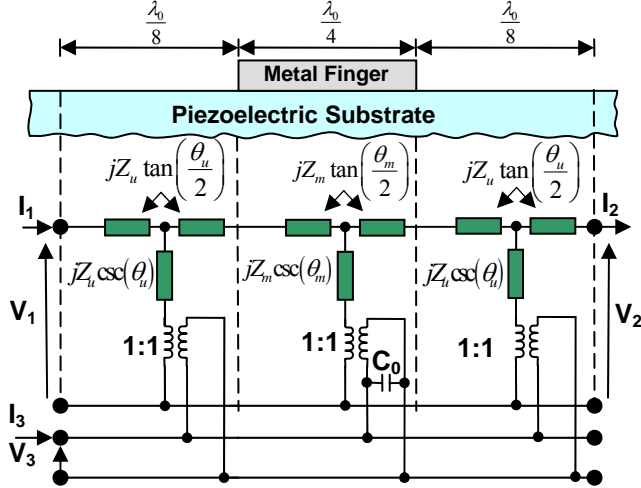 λ₀/8
λ₀/4
λ₀/8
Metal Finger
Piezoelectric Substrate
jZᵤ tan(θᵤ/2)
jZₘ tan(θₘ/2)
jZᵤ tan(θᵤ/2)
I₁
I₂
jZᵤ csc(θᵤ)
jZₘ csc(θₘ)
jZᵤ csc(θᵤ)
V₁
V₂
1:1
1:1
1:1
C₀
I₃
V₃